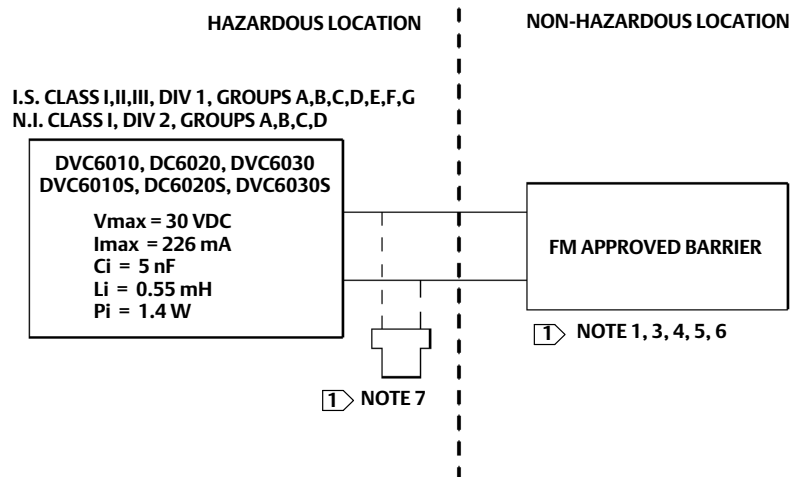 HAZARDOUS LOCATION
NON-HAZARDOUS LOCATION
I.S. CLASS I,II,III, DIV 1, GROUPS A,B,C,D,E,F,G
N.I. CLASS I, DIV 2, GROUPS A,B,C,D
DVC6010, DC6020, DVC6030
DVC6010S, DC6020S, DVC6030S
Vmax = 30 VDC
Imax = 226 mA
Ci = 5 nF
Li = 0.55 mH
Pi = 1.4 W
FM APPROVED BARRIER
1 NOTE 1, 3, 4, 5, 6
1 NOTE 7